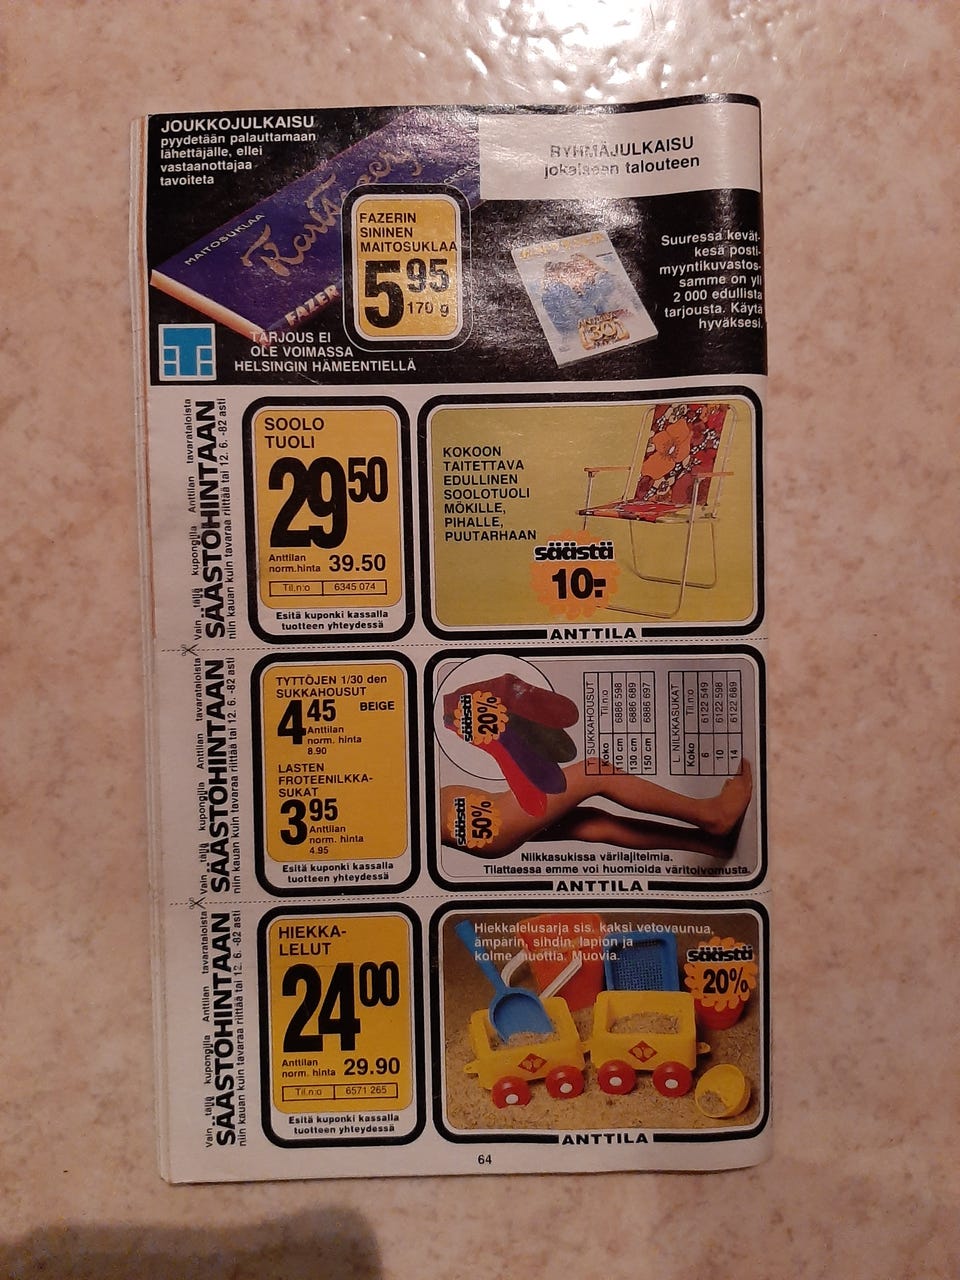 JOUKKOJULKAISU
pyydetään palauttamaan
lähettäjälle, ellei
vastaanottajaa
tavoiteta
RYHMÄJULKAISU
jokaiseen talouteen
MAITOSUKLAA
Karl Fazer
FAZER
FAZERIN
SININEN
MAITOSUKLAA
5 95
170 g
Suuressa kevät-
kesä posti-
myyntikuvastos-
samme on yli
2 000 edullista
tarjousta. Käytä
hyväksesi.
TARJOUS EI
OLE VOIMASSA
HELSINGIN HÄMEENTIELLÄ
Vain tällä kupongilla Anttilan tavarataloista
SÄÄSTÖHINTAAN
niin kauan kuin tavaraa riittää tai 12. 6. -82 asti
SOOLO
TUOLI
29 50
Anttilan
norm.hinta 39.50
Til.n:o 6345 074
Esitä kuponki kassalla
tuotteen yhteydessä
KOKOON
TAITETTAVA
EDULLINEN
SOOLOTUOLI
MÖKILLE,
PIHALLE,
PUUTARHAAN
säästä
10:-
ANTTILA
Vain tällä kupongilla Anttilan tavarataloista
SÄÄSTÖHINTAAN
niin kauan kuin tavaraa riittää tai 12. 6. -82 asti
TYTTÖJEN 1/30 den
SUKKAHOUSUT
4 45 BEIGE
Anttilan
norm. hinta
8.90
LASTEN
FROTEENILKKA-
SUKAT
3 95
Anttilan
norm. hinta
4.95
Esitä kuponki kassalla
tuotteen yhteydessä
säästä
20%
säästä
50%
T. SUKKAHOUSUT
Koko Til.n:o
110 cm 6886 598
130 cm 6886 689
150 cm 6886 697
L. NILKKASUKAT
Koko Til.n:o
6 6122 549
10 6122 598
14 6122 689
Nilkkasukissa värilajitelmia.
Tilattaessa emme voi huomioida väritoivomusta.
ANTTILA
Vain tällä kupongilla Anttilan tavarataloista
SÄÄSTÖHINTAAN
niin kauan kuin tavaraa riittää tai 12. 6. -82 asti
HIEKKA-
LELUT
24 00
Anttilan
norm. hinta 29.90
Til.n:o 6571 265
Esitä kuponki kassalla
tuotteen yhteydessä
Hiekkalelusarja sis. kaksi vetovaunua,
ämpärin, sihdin, lapion ja
kolme muottia. Muovia.
säästä
20%
ANTTILA
64